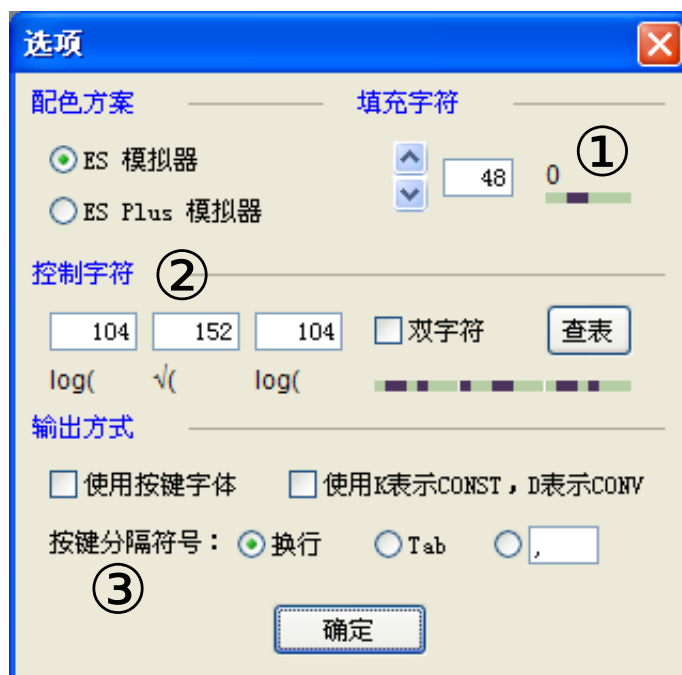 选项
配色方案 填充字符
ES 模拟器 48 0 ①
ES Plus 模拟器
控制字符 ②
104 152 104 双字符 查表
log( √( log(
输出方式
使用按键字体 使用K表示CONST，D表示CONV
按键分隔符号： 换行 Tab ,
③
确定